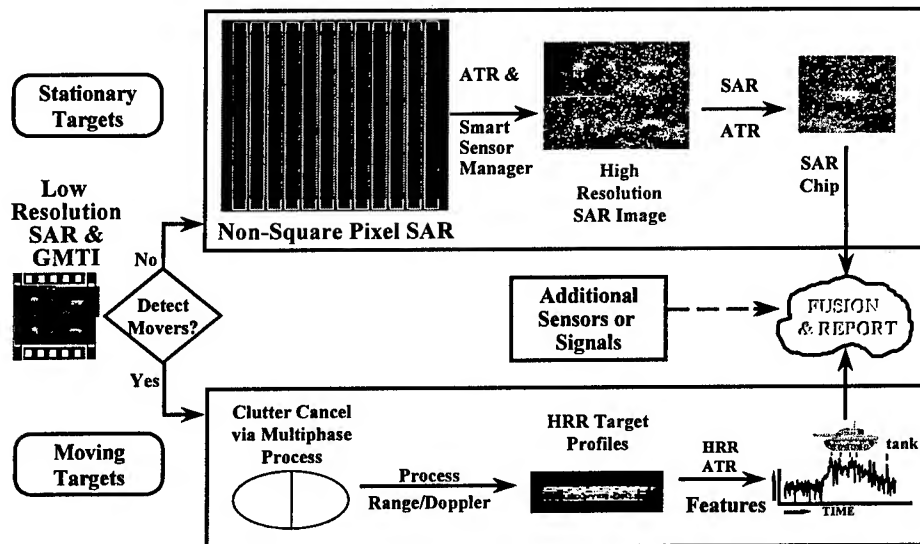 Stationary
Targets
Low
Resolution
SAR &
GMTI
No
Detect
Movers?
Yes
Moving
Targets
Non-Square Pixel SAR
ATR &
Smart
Sensor
Manager
High
Resolution
SAR Image
SAR
ATR
SAR
Chip
Additional
Sensors or
Signals
FUSION
& REPORT
Clutter Cancel
via Multiphase
Process
Process
Range/Doppler
HRR Target
Profiles
HRR
ATR
Features
tank
TIME